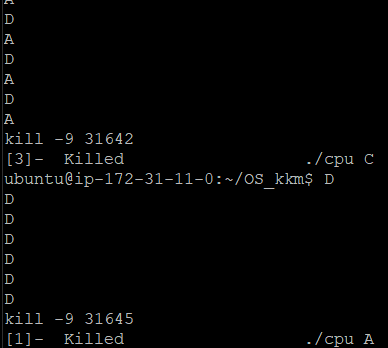 A
D
A
D
A
D
A
kill -9 31642
[3]-  Killed                  ./cpu C
ubuntu@ip-172-31-11-0:~/OS_kkm$ D
D
D
D
D
D
D
kill -9 31645
[1]-  Killed                  ./cpu A